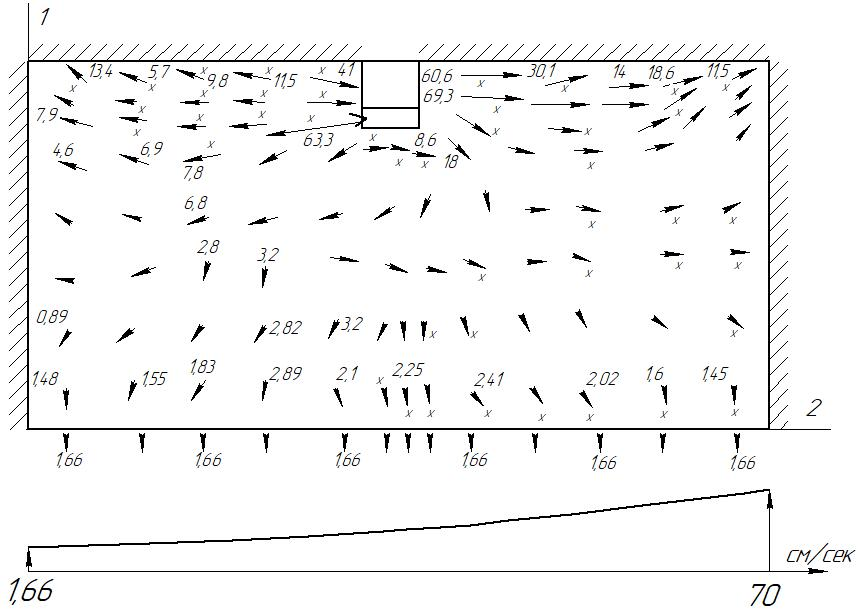 1
13,4 5,7 9,8 11,5 41 60,6 30,1 14 18,6 11,5
x x x x x x x x x
x x x
69,3
7,9 x x x x x
63,3 x 8,6
4,6 6,9 7,8 x x 18 x
6,8 x x x
2,8 3,2 x x
x x x
0,89 2,82 3,2 x x x
1,48 1,55 1,83 2,89 2,1 x 2,25 2,41 2,02 1,6 1,45
x x x x x x x
2
1,66 1,66 1,66 1,66 1,66 1,66
см/сек
1,66 70